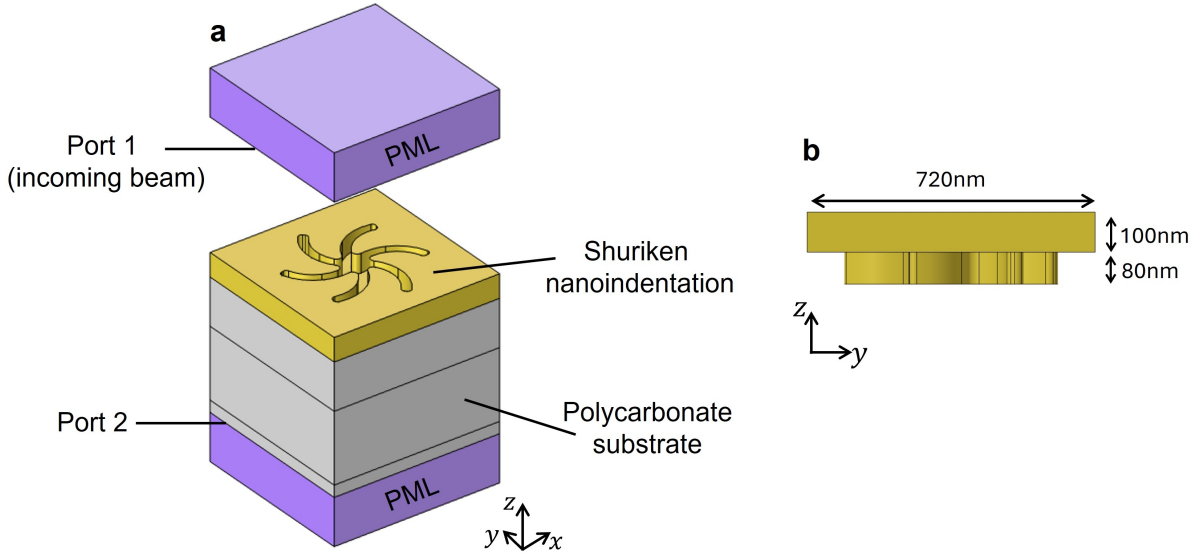 a
PML
Port 1
(incoming beam)
Shuriken
nanoindentation
Port 2
Polycarbonate
substrate
PML
z
y
x
b
720nm
100nm
80nm
z
y